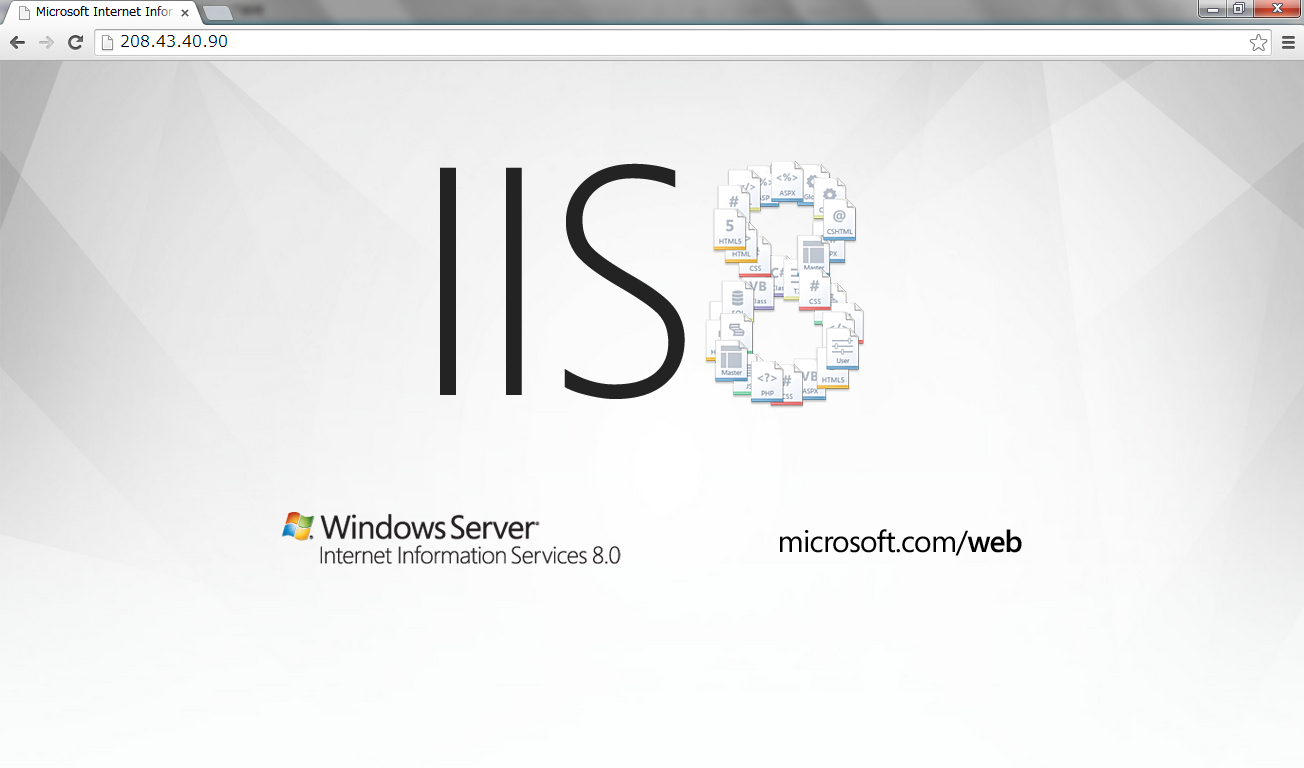 Microsoft Internet Infor
208.43.40.90
IIS
<%>
ASPX
</>
#
@
CSHTML
5
HTML5
HTML
CSS
Master
VB
#
CSS
User
Master
<?>
PHP
#
CSS
VB
ASPX
HTML5
Windows Server
Internet Information Services 8.0
microsoft.com/web